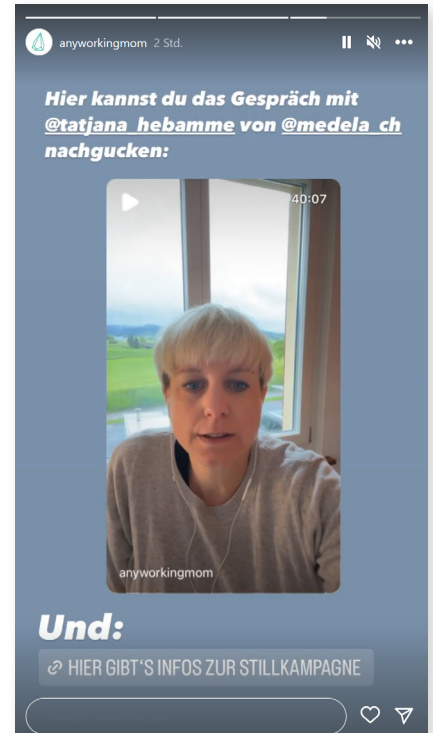 anyworkingmom 2 Std.
Hier kannst du das Gespräch mit
@tatjana_hebamme von @medela_ch
nachgucken:
40:07
anyworkingmom
Und:
HIER GIBT'S INFOS ZUR STILLKAMPAGNE